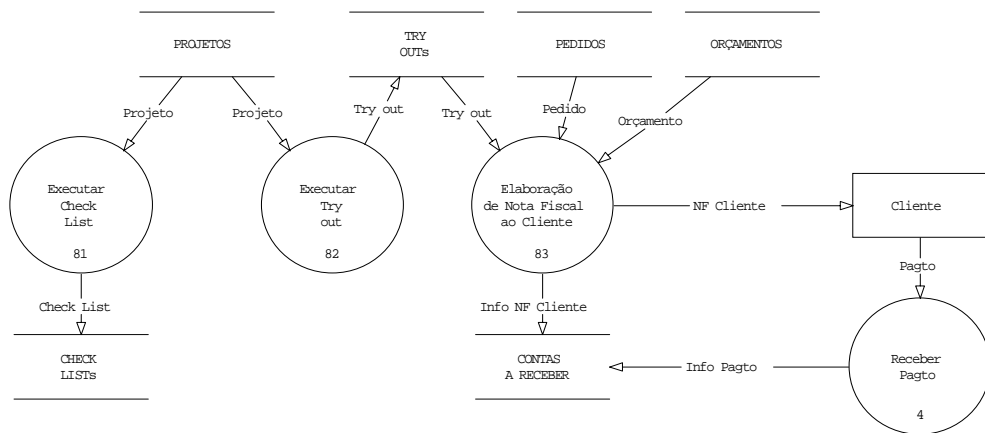 PROJETOS
TRY
OUTs
PEDIDOS
ORÇAMENTOS
Projeto
Projeto
Try out
Try out
Pedido
Orçamento
Executar
Check
List
81
Executar
Try
out
82
Elaboração
de Nota Fiscal
ao Cliente
83
NF Cliente
Cliente
Pagto
Check List
Info NF Cliente
CHECK
LISTs
CONTAS
A RECEBER
Info Pagto
Receber
Pagto
4